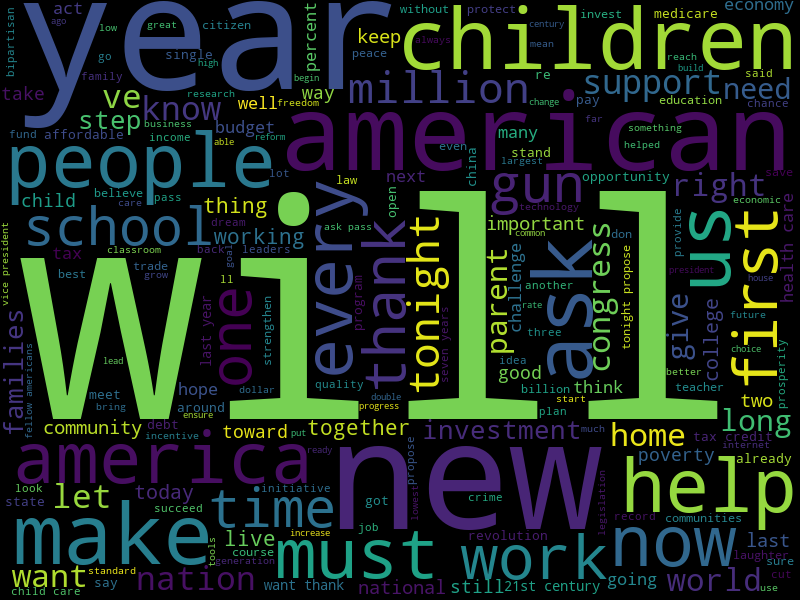 year
children
american
people
will
new
make
america
school
work
help
now
must
time
gun
us
ask
first
every
thank
tonight
one
million
support
need
know
step
ve
keep
percent
way
well
budget
act
take
bipartisan
low
great
citizen
go
single
high
family
peace
research
begin
freedom
without
protect
century
always
mean
re
invest
medicare
reach
build
economy
said
change
pay
education
chance
far
something
helped
many
even
stand
largest
china
opportunity
right
save
fund
affordable
business
income
able
reform
child
believe
care
pass
lot
law
next
open
thing
dream
working
tax
classroom
back
leaders
ask pass
vice president
best
trade
grow
ll
goal
last year
strengthen
program
important
technology
common
don
parent
challenge
another
congress
tonight propose
provide
economic
president
house
health care
give
college
future
rate
three
seven years
idea
families
fellow americans
lead
meet
bring
hope
around
dollar
quality
double
progress
good
billion
think
start
plan
teacher
better
choice
two
prosperity
ensure
community
debt
incentive
toward
put
together
investment
propose
much
home
tax credit
internet
long
poverty
already
ready
lowest
look
state
let
today
succeed
initiative
got
job
crime
legislation
record
communities
last
laughter
sure
tools
live
course
increase
revolution
want
standard
say
child care
nation
generation
want thank
national
still
21st century
going
world
cut
use
ago